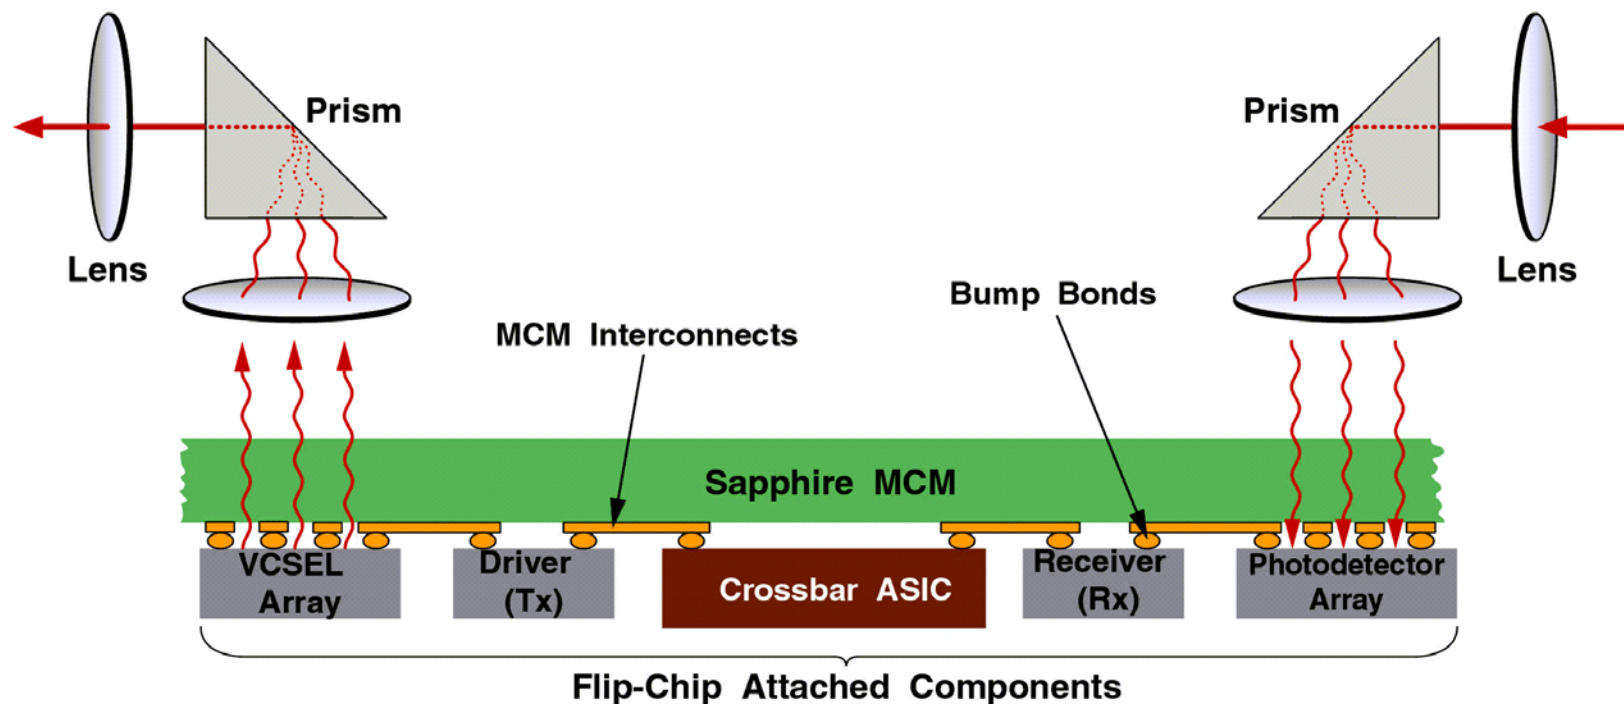 Prism
Prism
Lens
Lens
Bump Bonds
MCM Interconnects
Sapphire MCM
VCSEL
Array
Driver
(Tx)
Crossbar ASIC
Receiver
(Rx)
Photodetector
Array
Flip-Chip Attached Components